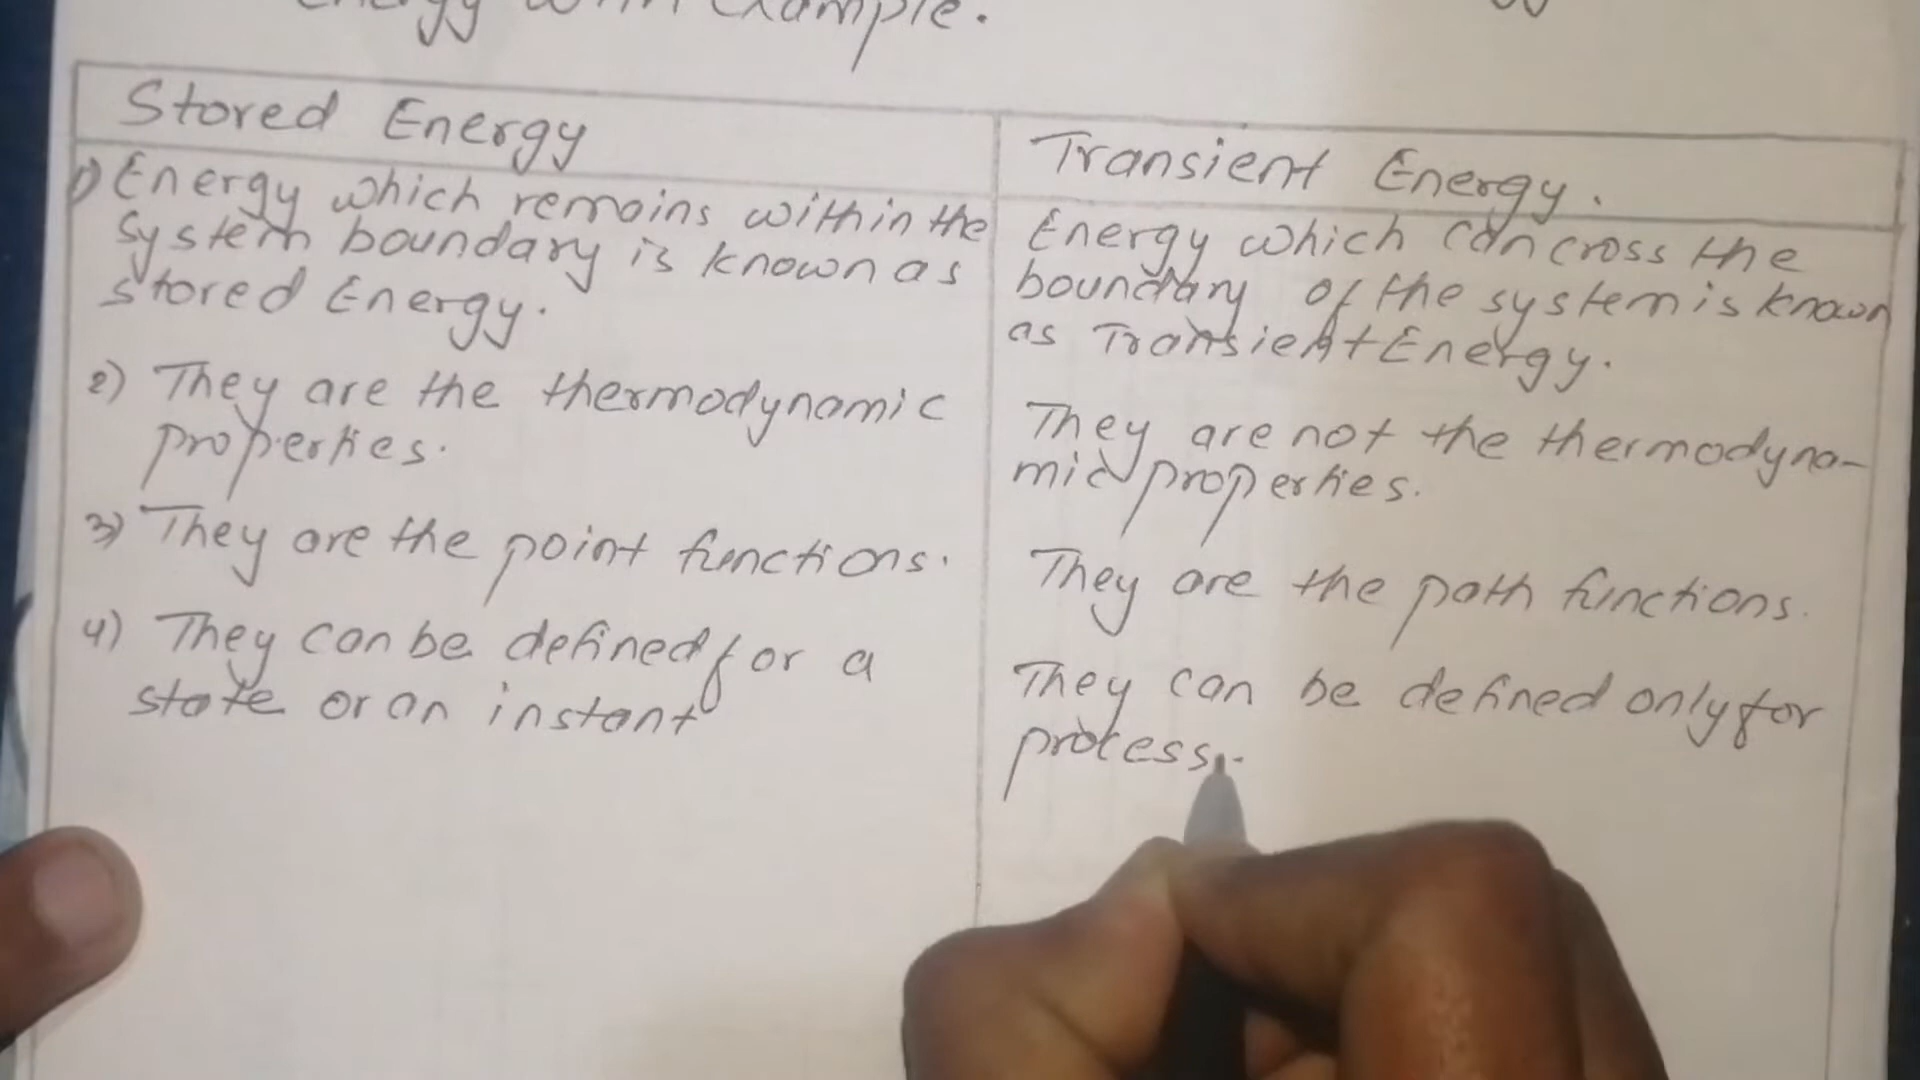 Energy with example.
Stored Energy
1) Energy which remains within the
system boundary is known as
stored Energy.
2) They are the thermodynamic
properties.
3) They are the point functions.
4) They can be defined for a
state or an instant
Transient Energy.
Energy which can cross the
boundary of the system is known
as Transient Energy.
They are not the thermodyna-
mic properties.
They are the path functions.
They can be defined only for
process.